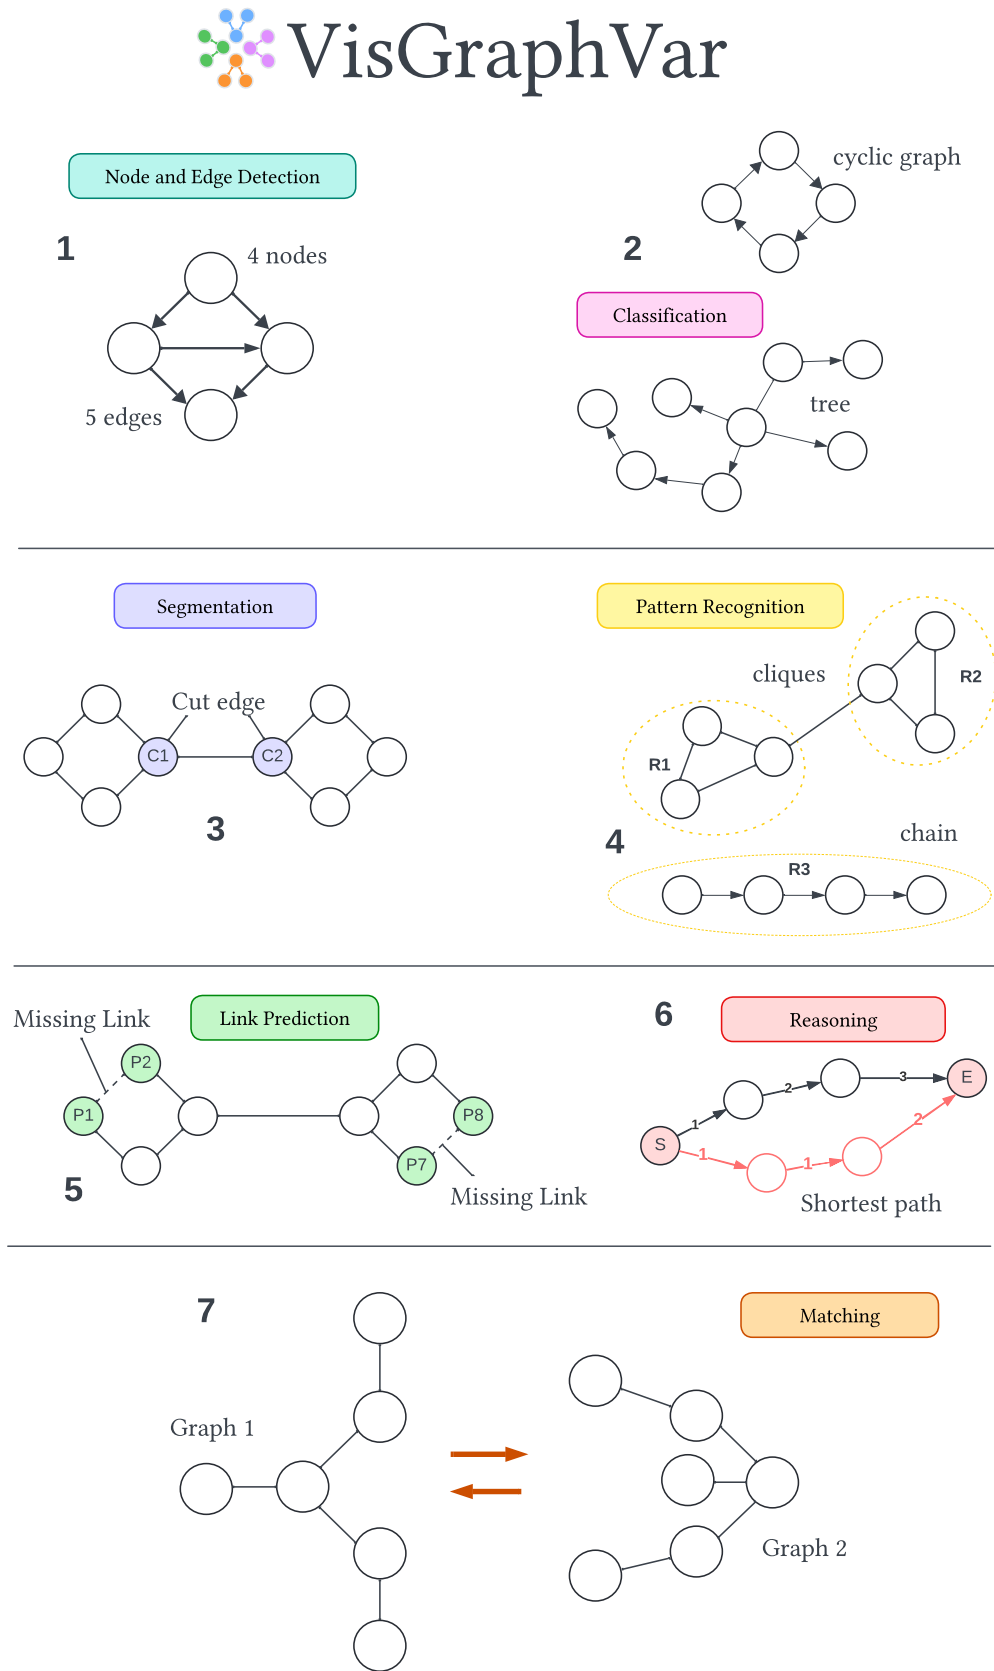 VisGraphVar
Node and Edge Detection
1
4 nodes
5 edges
cyclic graph
2
Classification
tree
Segmentation
Cut edge
C1
C2
3
Pattern Recognition
cliques
R2
R1
4
chain
R3
Missing Link
Link Prediction
P2
P1
P8
P7
5
Missing Link
6
Reasoning
S
1
2
3
E
1
1
2
Shortest path
7
Matching
Graph 1
Graph 2